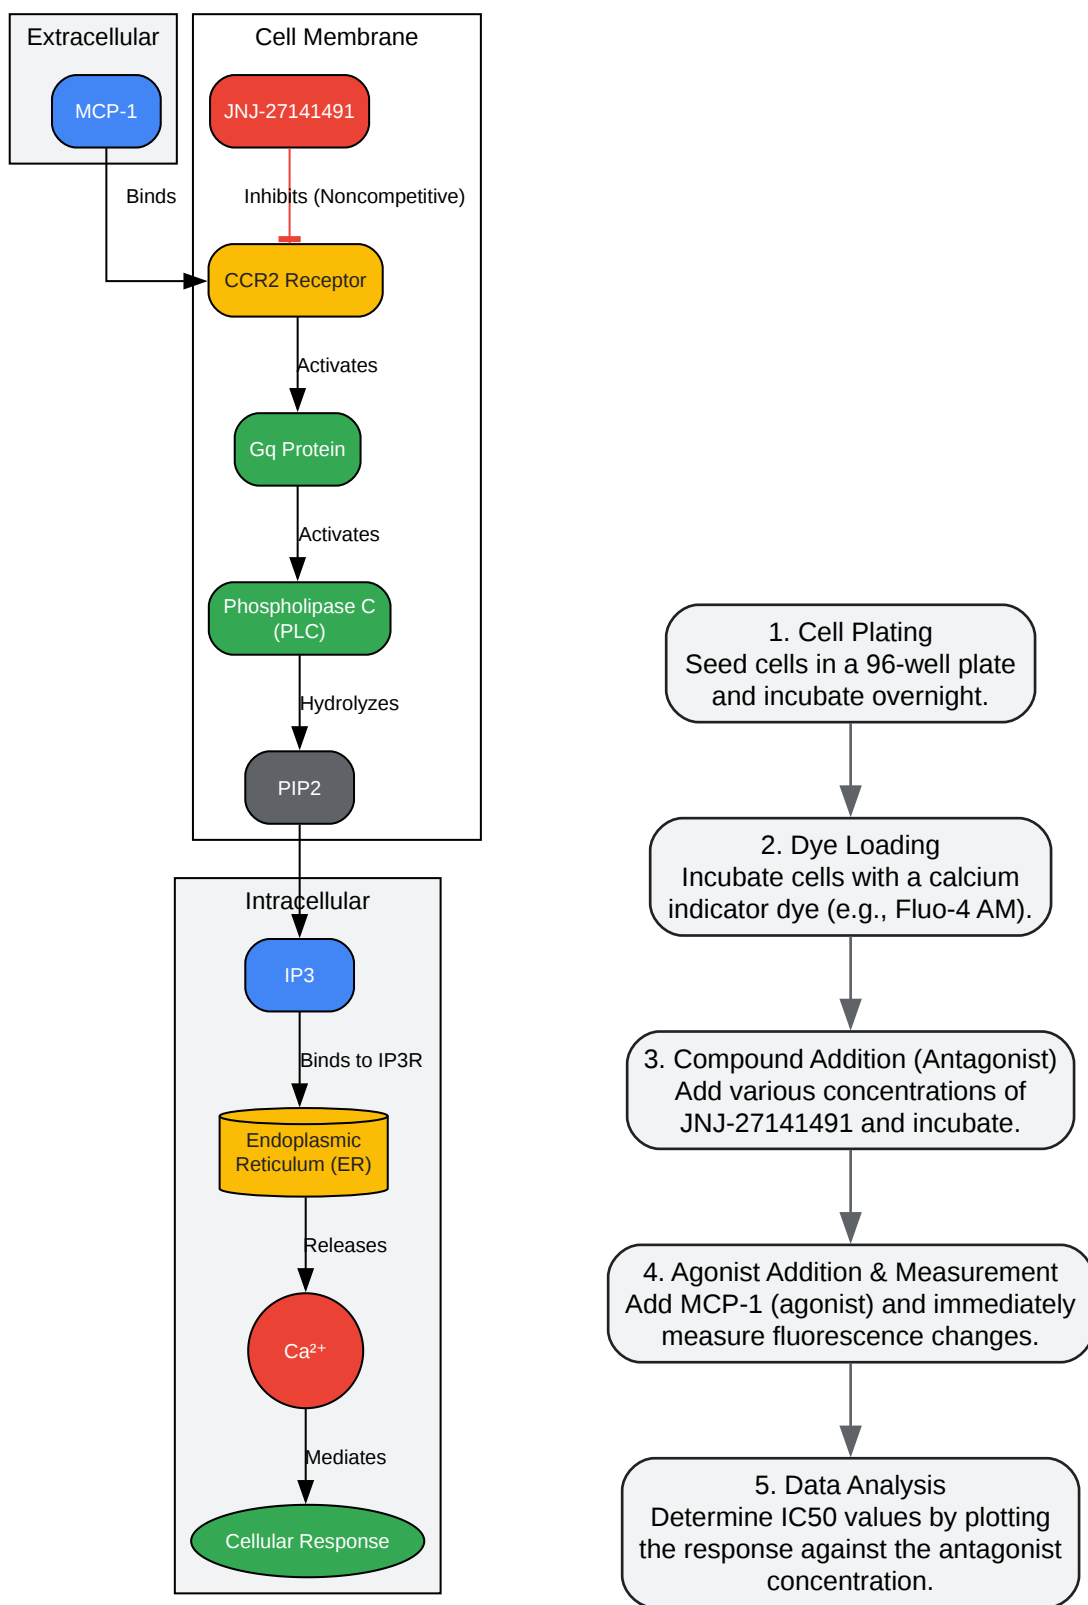 Extracellular
MCP-1
Binds
Cell Membrane
JNJ-27141491
Inhibits (Noncompetitive)
CCR2 Receptor
Activates
Gq Protein
Activates
Phospholipase C
(PLC)
Hydrolyzes
PIP2
Intracellular
IP3
Binds to IP3R
Endoplasmic
Reticulum (ER)
Releases
Ca²⁺
Mediates
Cellular Response
1. Cell Plating
Seed cells in a 96-well plate
and incubate overnight.
2. Dye Loading
Incubate cells with a calcium
indicator dye (e.g., Fluo-4 AM).
3. Compound Addition (Antagonist)
Add various concentrations of
JNJ-27141491 and incubate.
4. Agonist Addition & Measurement
Add MCP-1 (agonist) and immediately
measure fluorescence changes.
5. Data Analysis
Determine IC50 values by plotting
the response against the antagonist
concentration.